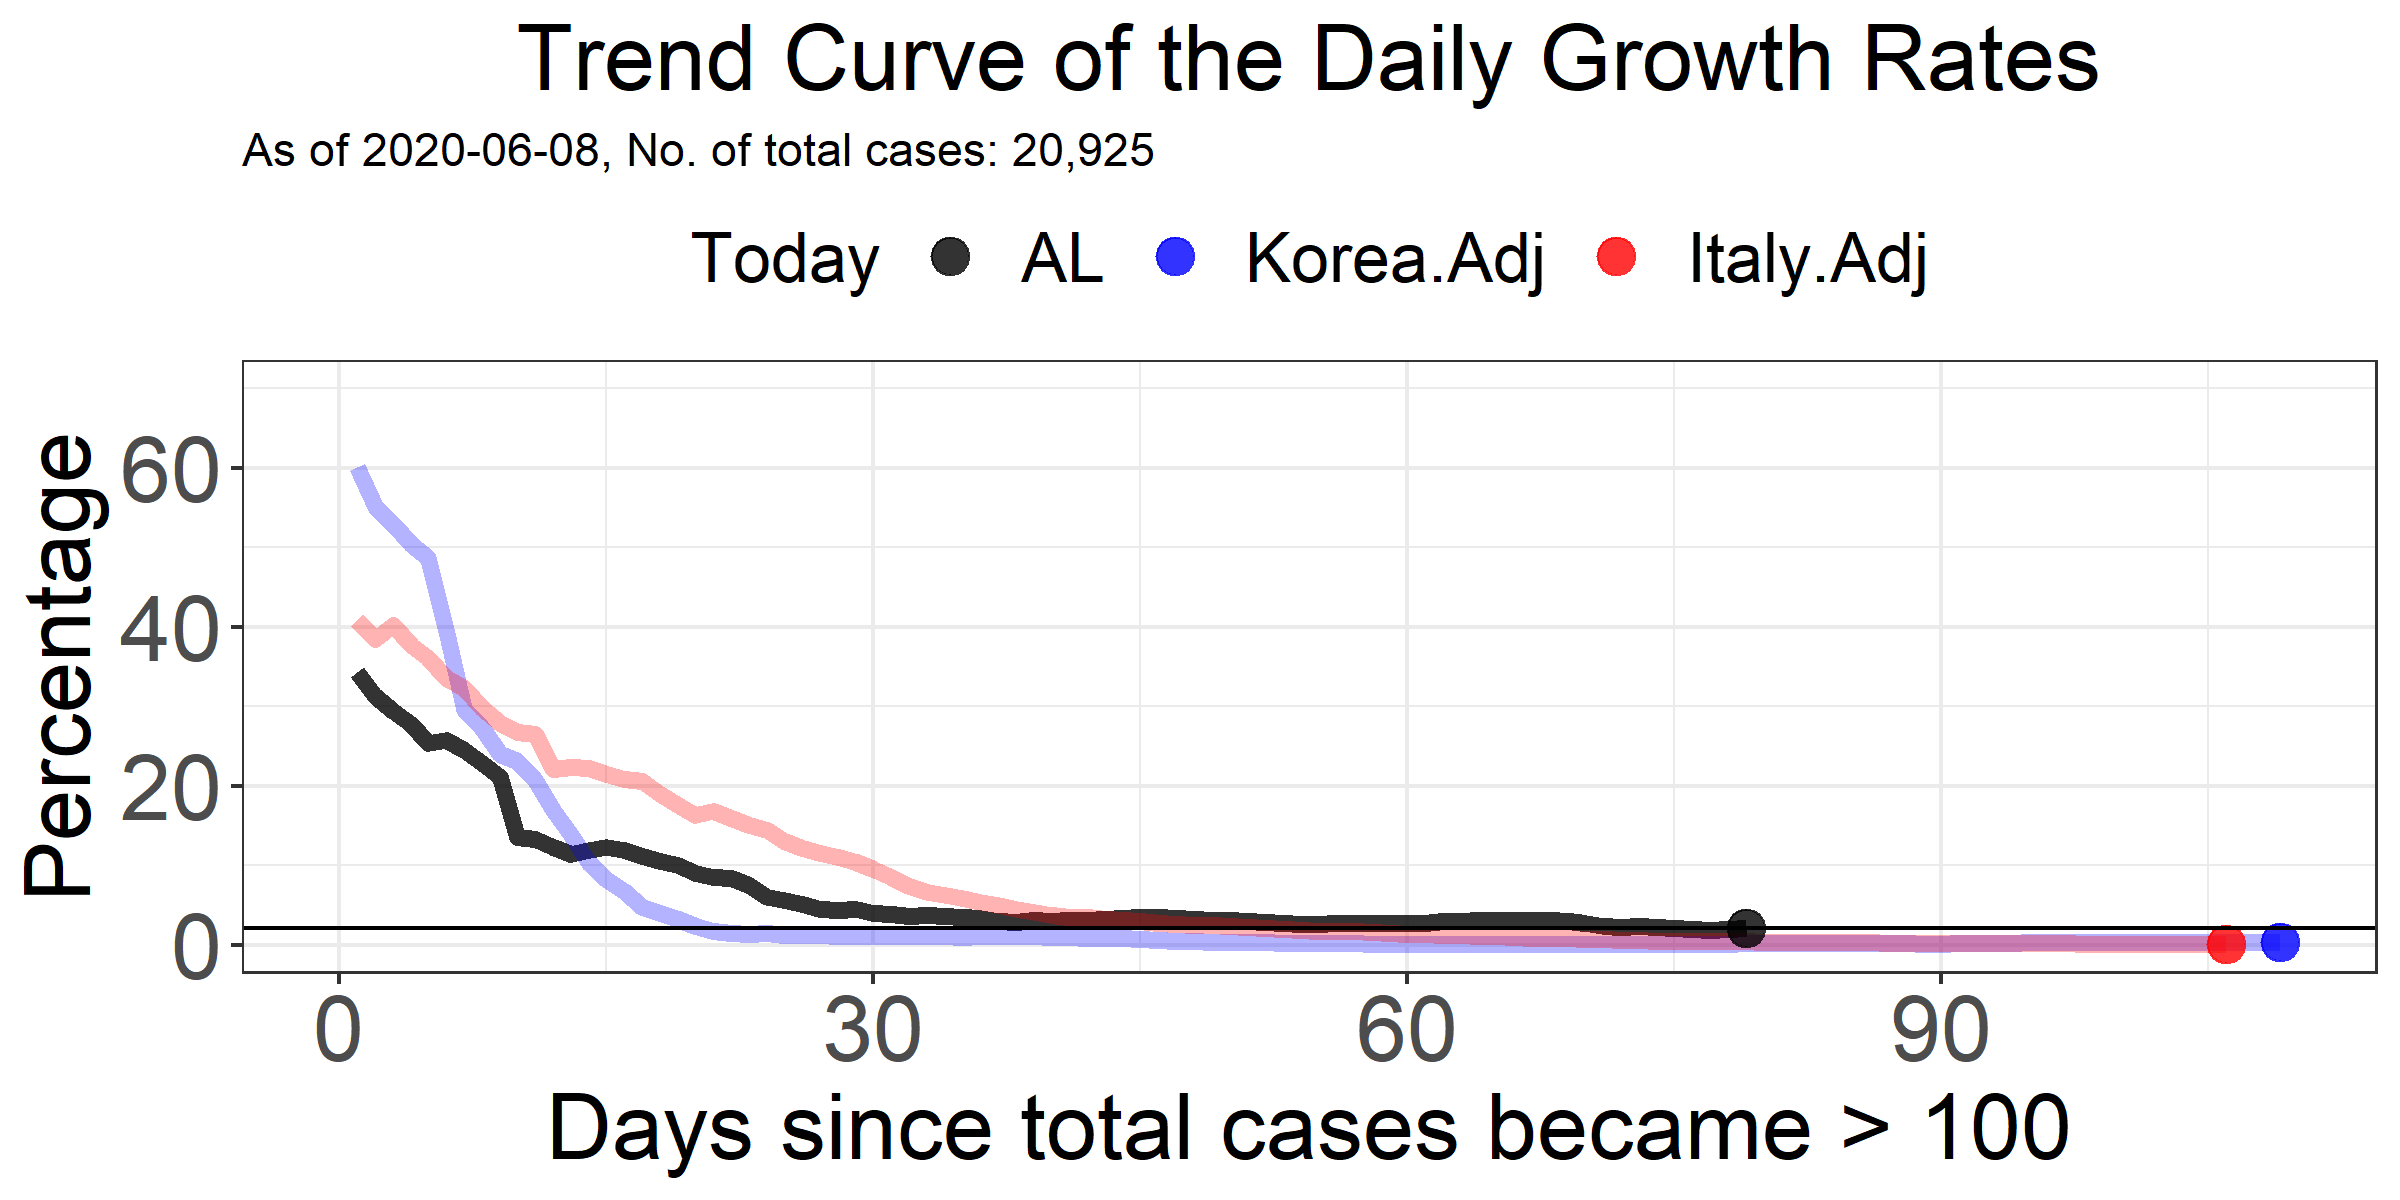 Trend Curve of the Daily Growth Rates
As of 2020-06-08, No. of total cases: 20,925
Today AL Korea.Adj Italy.Adj
Percentage
60
40
20
0
0 30 60 90
Days since total cases became > 100